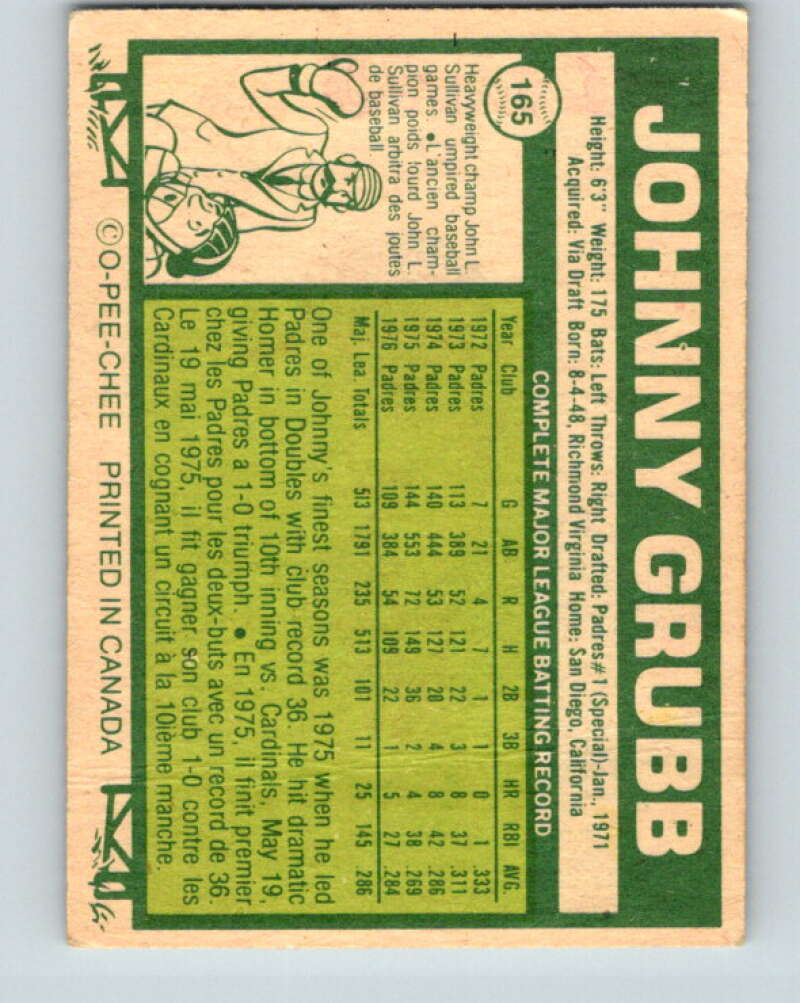 165
JOHNNY GRUBB
Height: 6'3" Weight: 175 Bats: Left Throws: Right Drafted: Padres #1 (Special)-Jan., 1971
Acquired: Via Draft Born: 8-4-48, Richmond Virginia Home: San Diego, California
COMPLETE MAJOR LEAGUE BATTING RECORD
Year Club G AB R H 2B 3B HR RBI AVG.
1972 Padres 7 21 4 7 1 1 0 1 .333
1973 Padres 113 389 52 121 22 3 8 37 .311
1974 Padres 140 444 53 127 20 4 8 42 .286
1975 Padres 144 553 72 149 36 2 4 38 .269
1976 Padres 109 384 54 109 22 1 5 27 .284
Maj. Lea. Totals 513 1791 235 513 101 11 25 145 .286
Heavyweight champ John L.
Sullivan umpired baseball
games. • L'ancien cham-
pion poids lourd John L.
Sullivan arbitra des joutes
de baseball.
One of Johnny's finest seasons was 1975 when he led
Padres in Doubles with club record 36. He hit dramatic
Homer in bottom of 10th inning vs. Cardinals, May 19,
giving Padres a 1-0 triumph. • En 1975, il finit premier
chez les Padres pour les deux-buts avec un record de 36.
Le 19 mai 1975, il fit gagner son club 1-0 contre les
Cardinaux en cognant un circuit à la 10ième manche.
©O-PEE-CHEE PRINTED IN CANADA